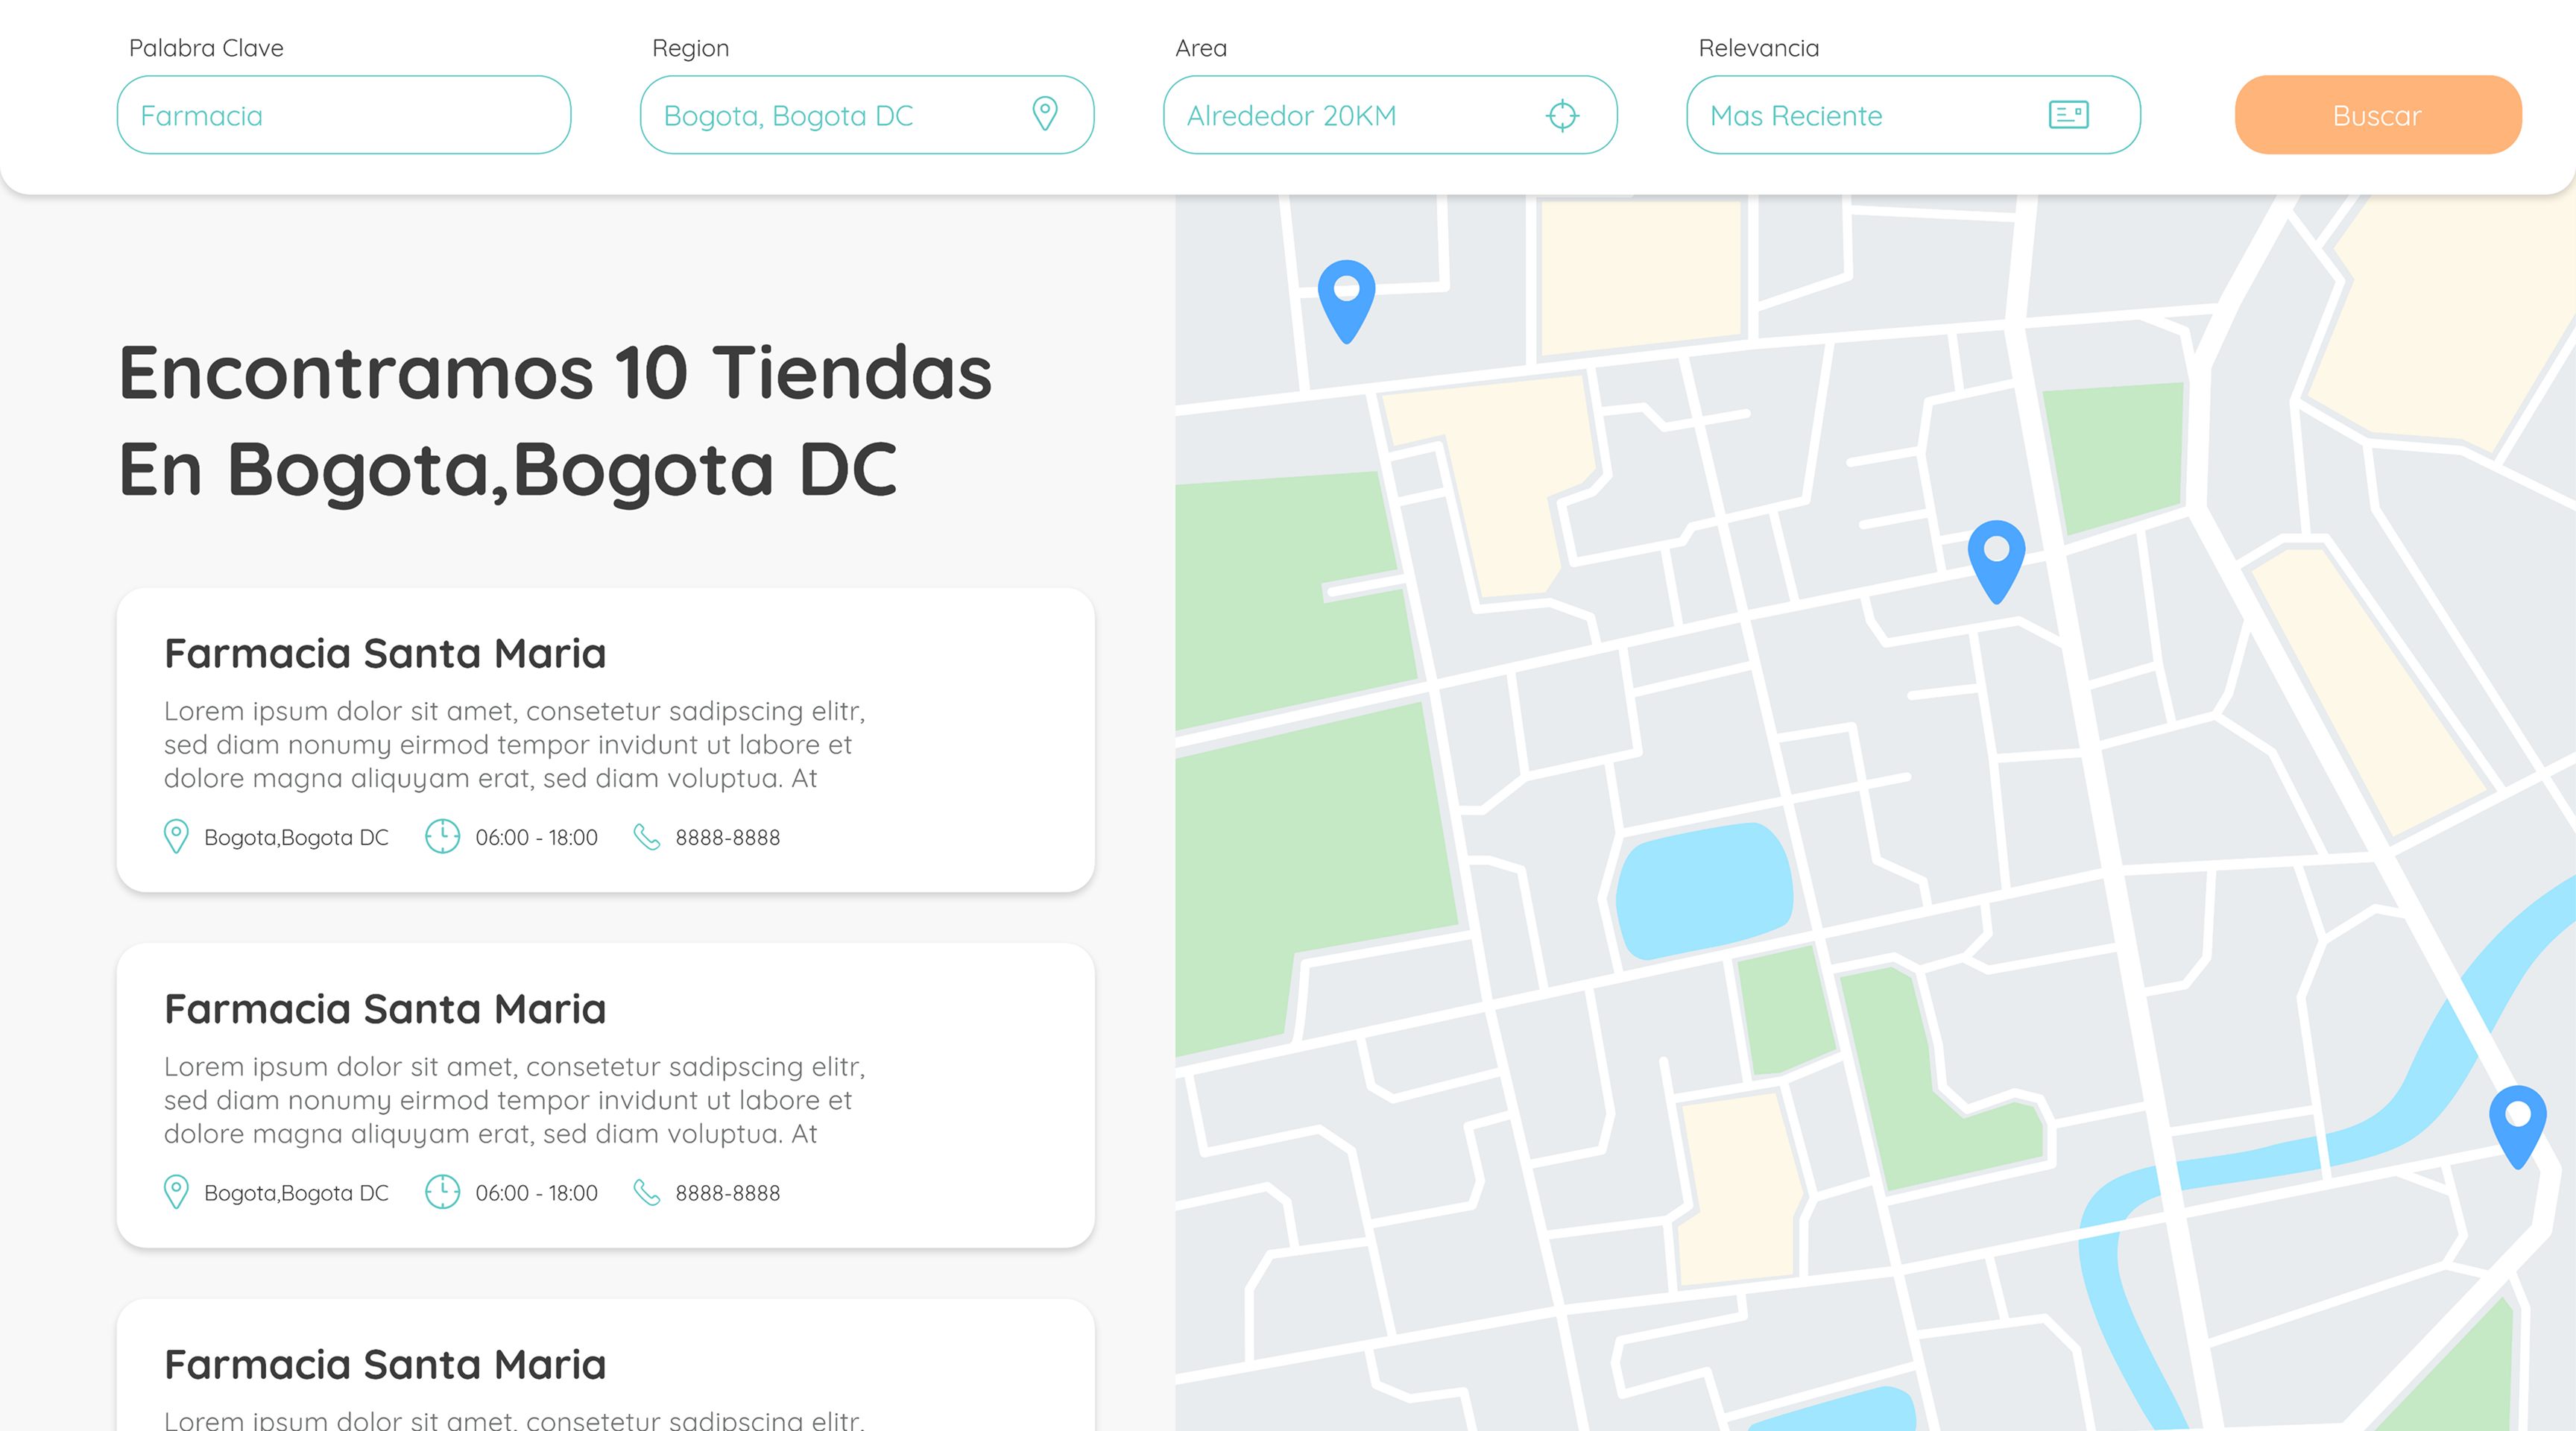 Palabra Clave
Region
Area
Relevancia
Farmacia
Bogota, Bogota DC
Alrededor 20KM
Mas Reciente
Buscar
Encontramos 10 Tiendas
En Bogota,Bogota DC
Farmacia Santa Maria
Lorem ipsum dolor sit amet, consetetur sadipscing elitr,
sed diam nonumy eirmod tempor invidunt ut labore et
dolore magna aliquyam erat, sed diam voluptua. At
Bogota,Bogota DC
06:00 - 18:00
8888-8888
Farmacia Santa Maria
Lorem ipsum dolor sit amet, consetetur sadipscing elitr,
sed diam nonumy eirmod tempor invidunt ut labore et
dolore magna aliquyam erat, sed diam voluptua. At
Bogota,Bogota DC
06:00 - 18:00
8888-8888
Farmacia Santa Maria
Lorem ipsum dolor sit amet, consetetur sadipscing elitr,